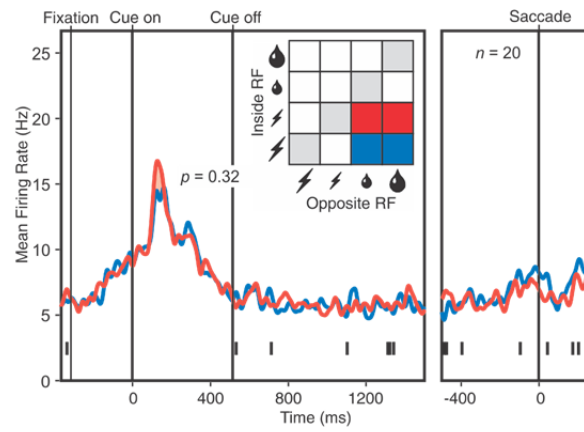 Fixation Cue on Cue off Saccade
25
20
15
10
5
0
Mean Firing Rate (Hz)
p = 0.32
n = 20
Inside RF
Opposite RF
0 400 800 1200 -400 0
Time (ms)